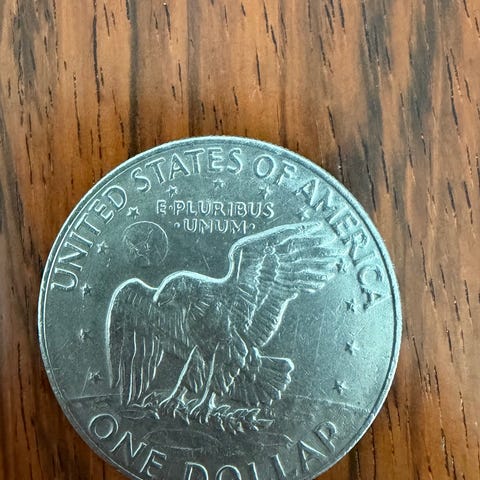 UNITED STATES OF AMERICA
E·PLURIBUS
·UNUM·
ONE DOLLAR